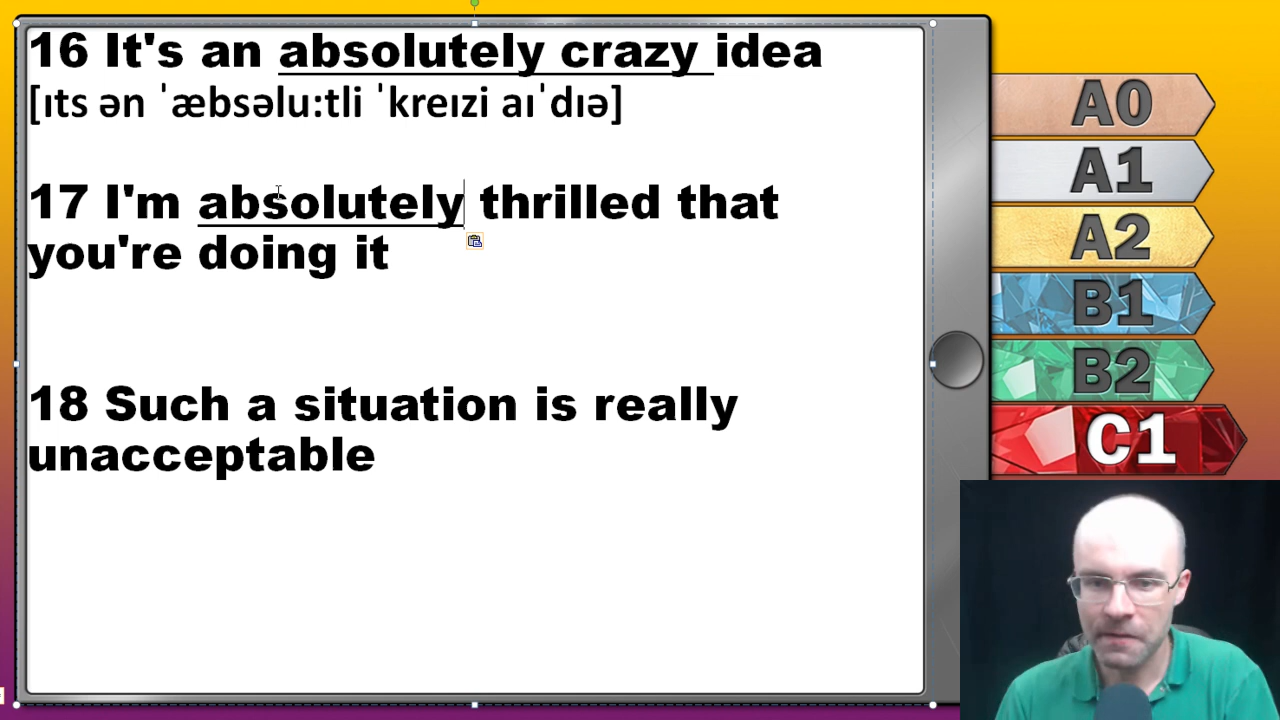 16 It's an absolutely crazy idea
[ɪts ən ˈæbsəlu:tli ˈkreɪzi aɪˈdɪə]
17 I'm absolutely thrilled that
you're doing it
18 Such a situation is really
unacceptable
A0
A1
A2
B1
B2
C1